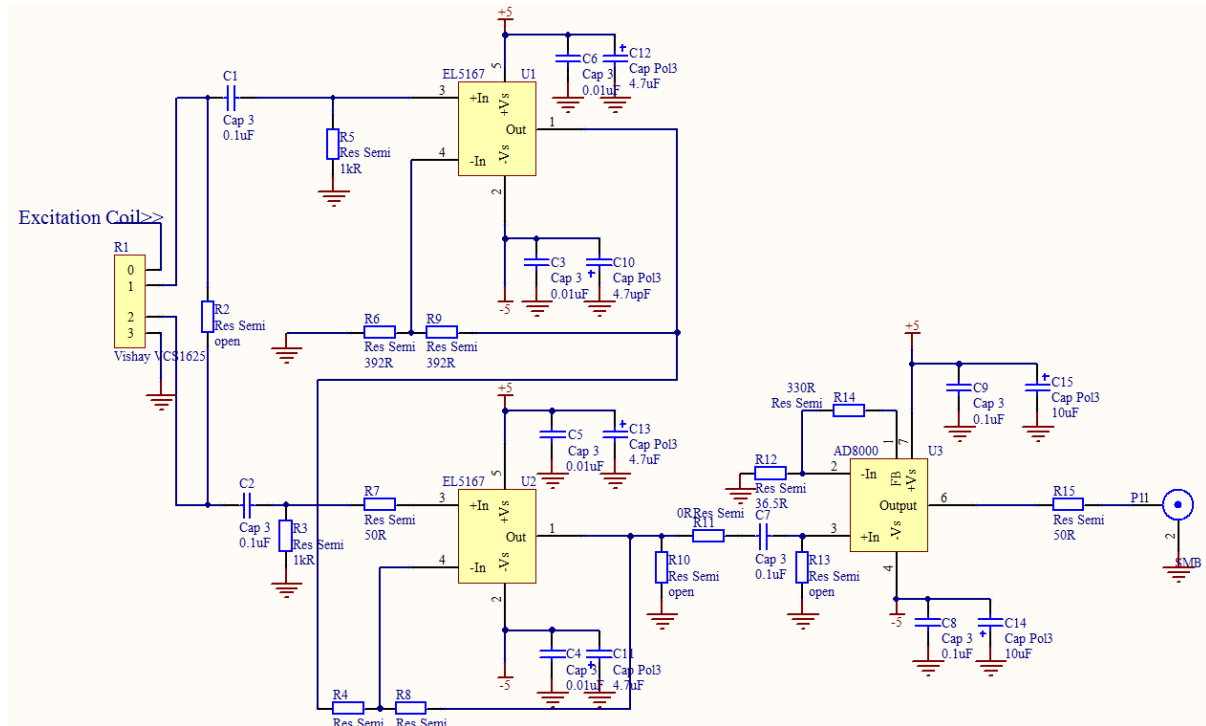 +5
C1
Cap 3
0.1uF
EL5167
U1
5
3
+In
+Vs
Out
1
4
-In
-Vs
2
C6
Cap 3
0.01uF
C12
Cap Pol3
4.7uF
R5
Res Semi
1kR
Excitation Coil>>
R1
0
1
2
3
Vishay VCS1625
R2
Res Semi
open
C3
Cap 3
0.01uF
C10
Cap Pol3
4.7upF
-5
R6
Res Semi
392R
R9
Res Semi
392R
+5
C5
Cap 3
0.01uF
C13
Cap Pol3
4.7uF
C2
Cap 3
0.1uF
R3
Res Semi
1kR
R7
Res Semi
50R
EL5167
U2
5
3
+In
+Vs
Out
1
4
-In
-Vs
2
C4
Cap 3
0.01uF
C11
Cap Pol3
4.7uF
-5
R4
Res Semi
R8
Res Semi
R10
Res Semi
open
0R
Res Semi
R11
C7
Cap 3
0.1uF
R13
Res Semi
open
330R
Res Semi
R14
R12
Res Semi
36.5R
+5
C9
Cap 3
0.1uF
C15
Cap Pol3
10uF
AD8000
U3
1
7
2
-In
FB
+Vs
Output
6
3
+In
-Vs
4
-5
C8
Cap 3
0.1uF
C14
Cap Pol3
10uF
R15
Res Semi
50R
P11
2
SMB